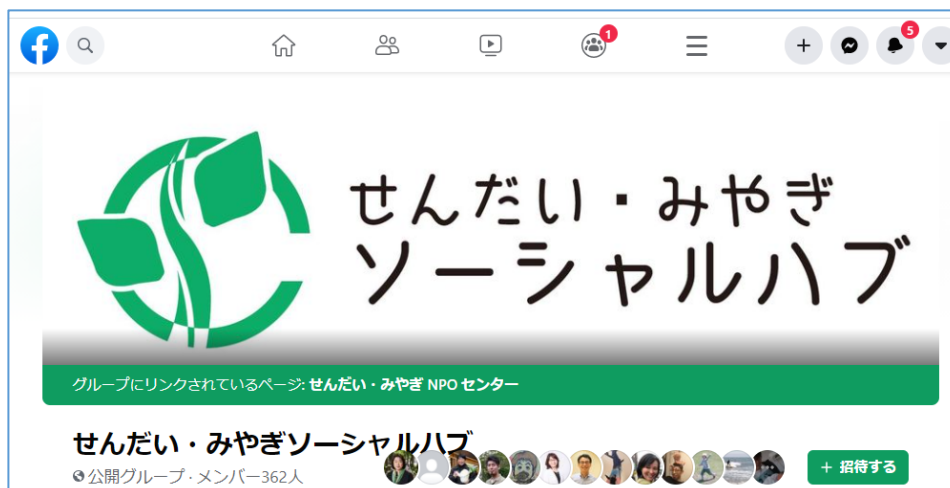 1
5
せんだい・みやぎ
ソーシャルハブ
グループにリンクされているページ: せんだい・みやぎ NPO センター
せんだい・みやぎソーシャルハブ
公開グループ・メンバー362人
+ 招待する